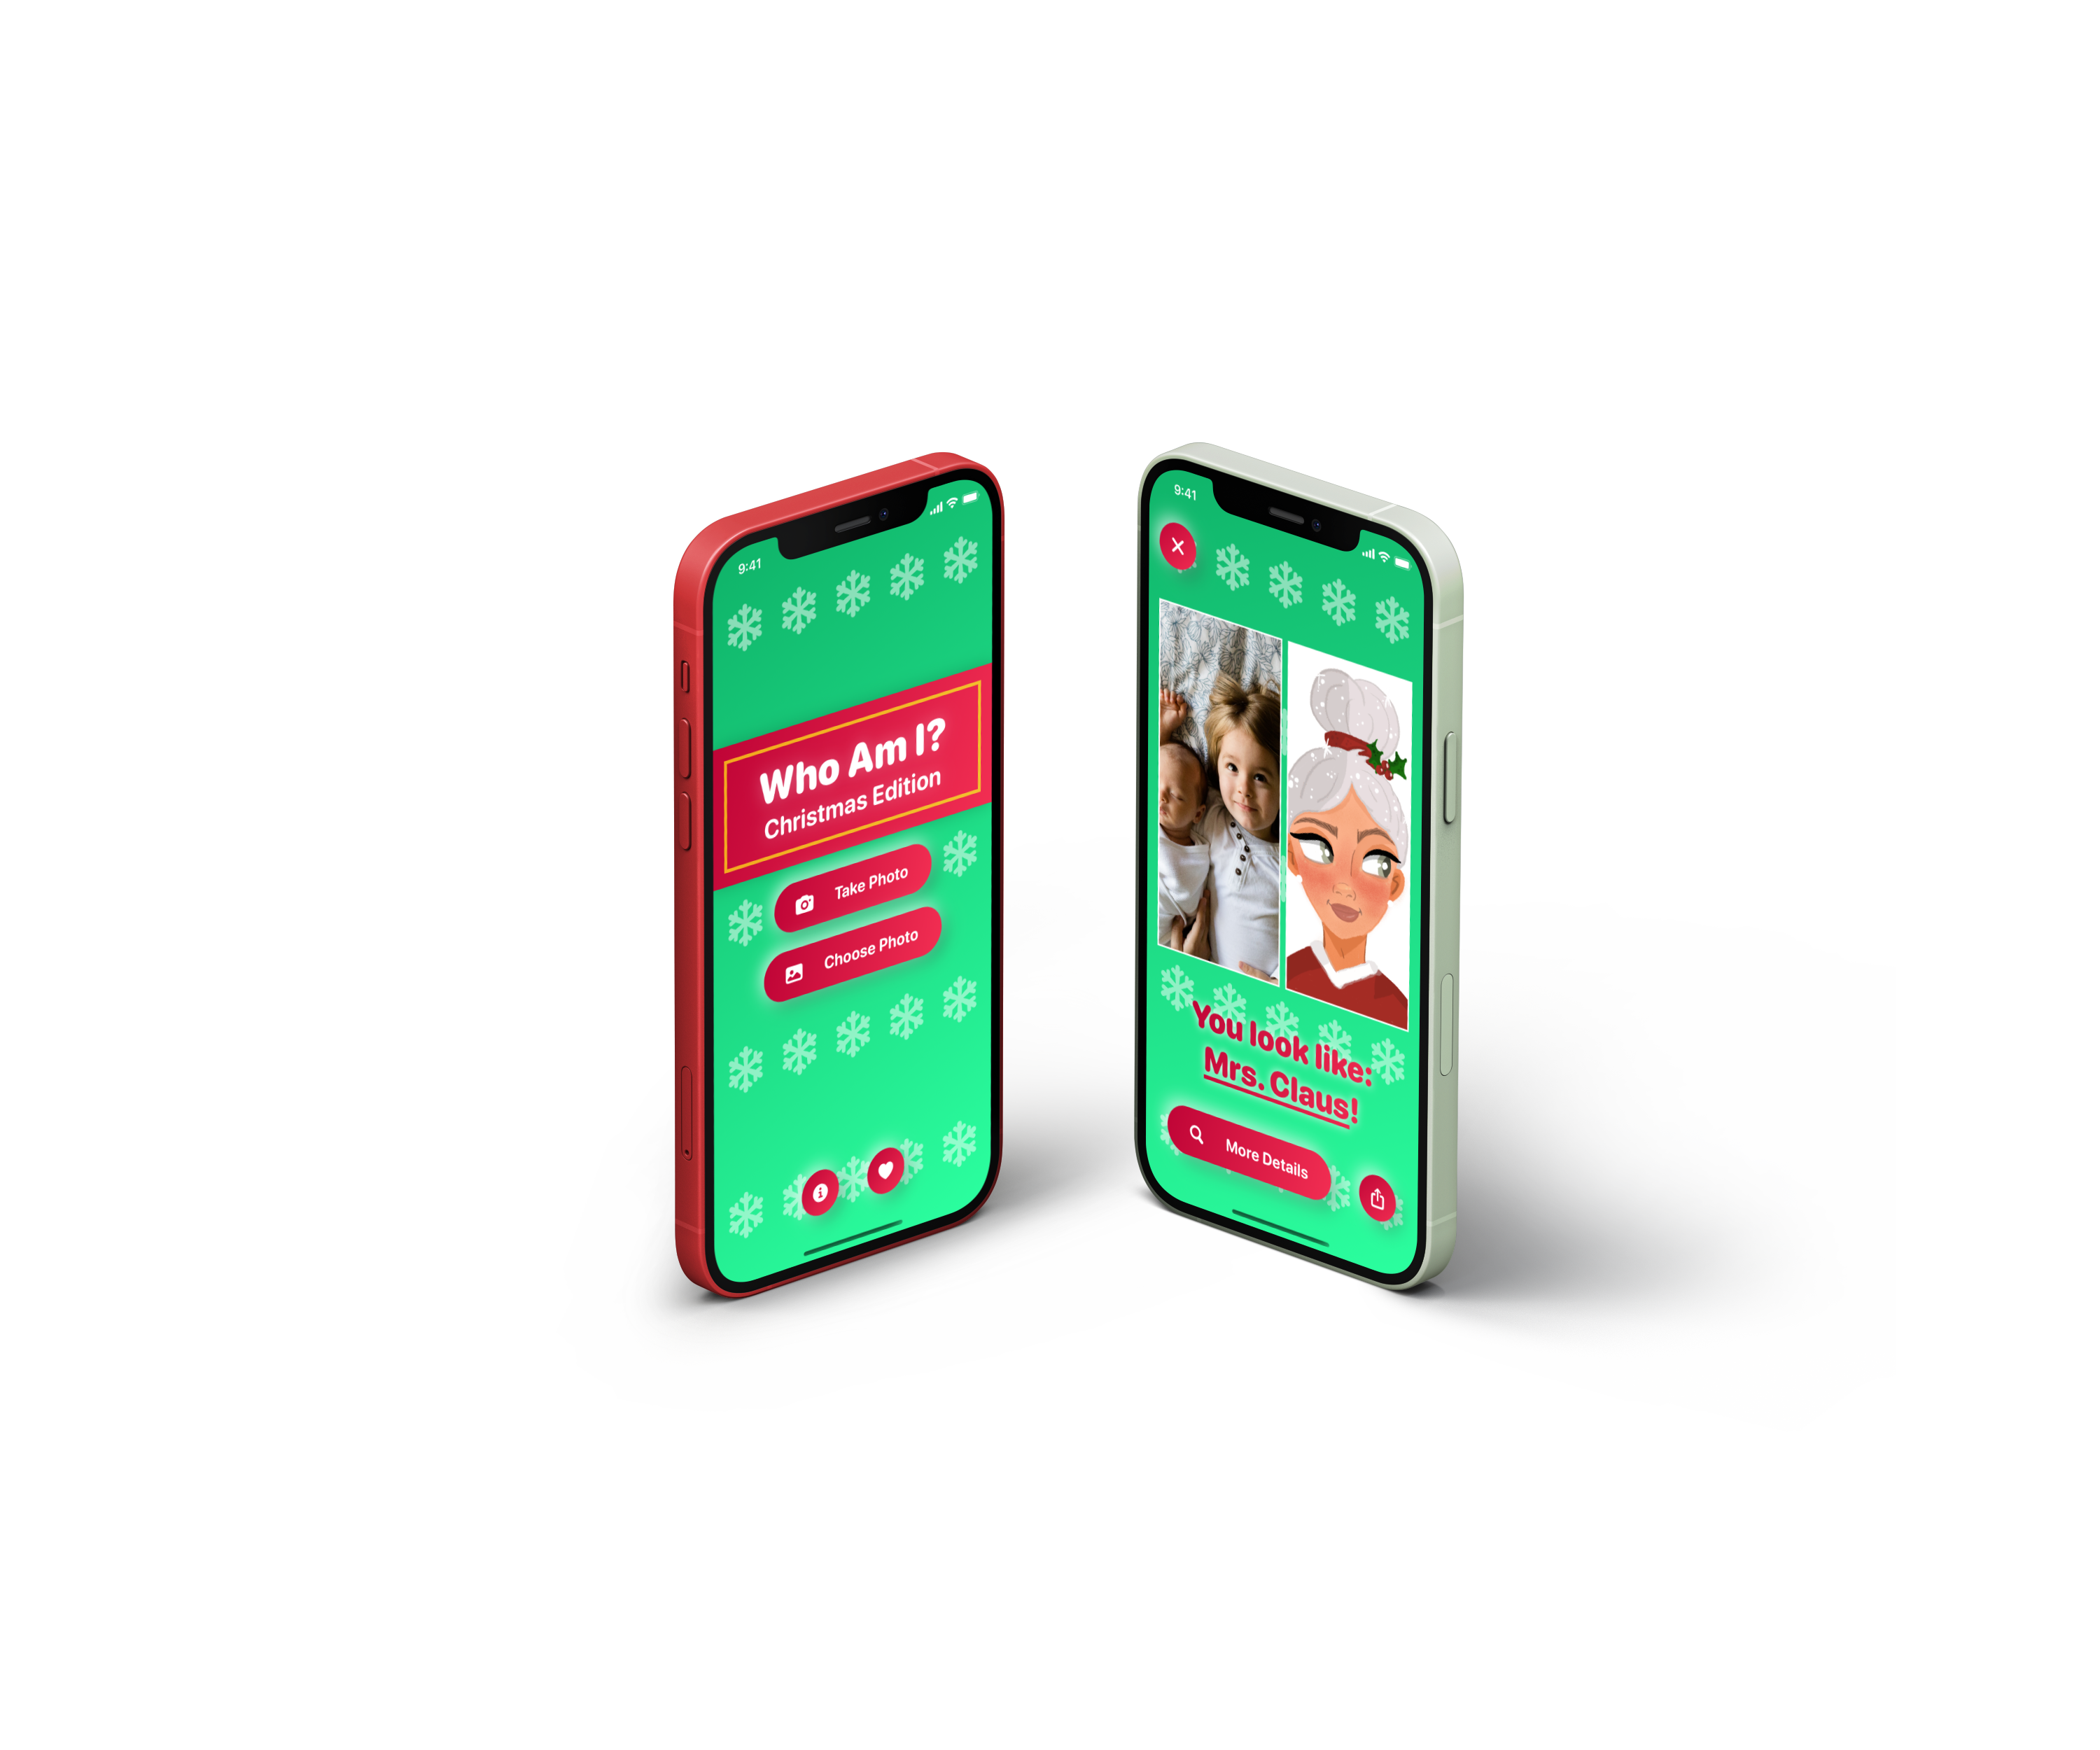 9:41
Who Am I?
Christmas Edition
Take Photo
Choose Photo
9:41
You look like:
Mrs. Claus!
More Details